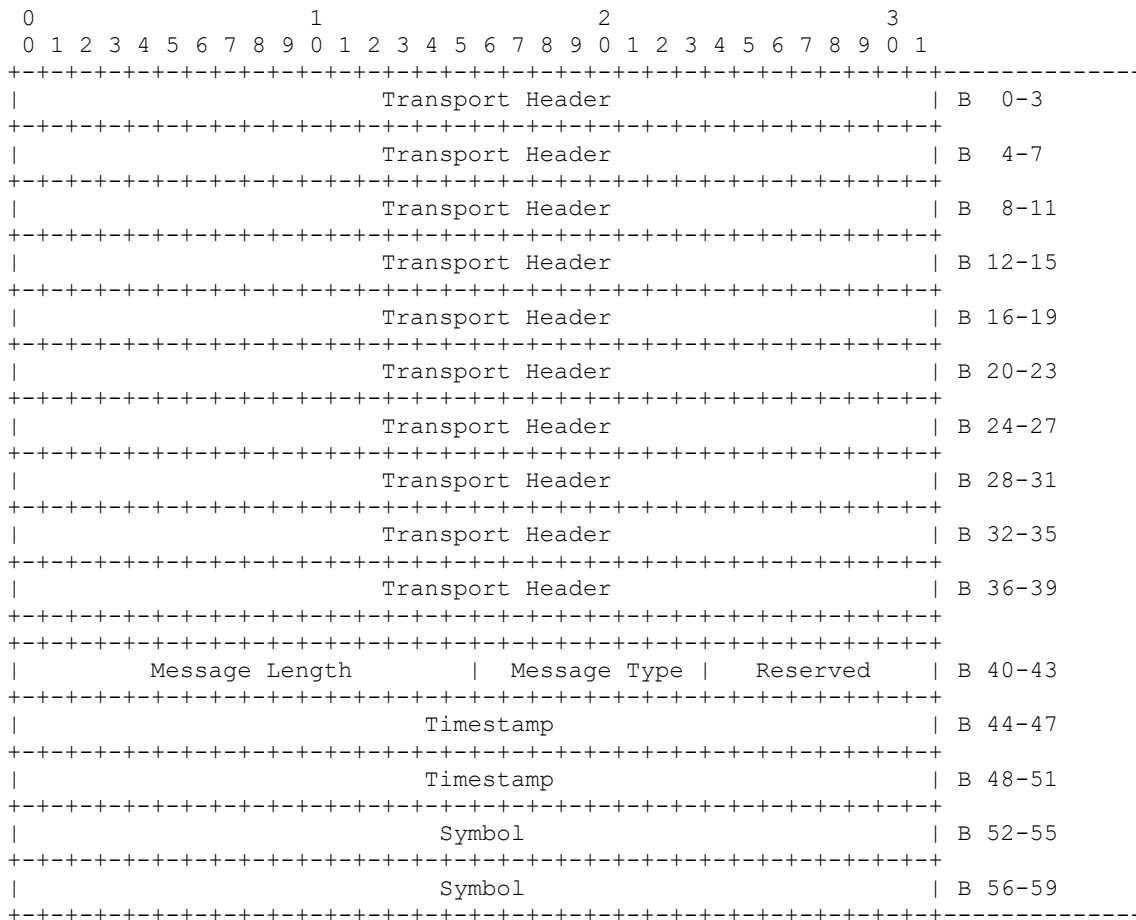 0                   1                   2                   3
 0 1 2 3 4 5 6 7 8 9 0 1 2 3 4 5 6 7 8 9 0 1 2 3 4 5 6 7 8 9 0 1
+-+-+-+-+-+-+-+-+-+-+-+-+-+-+-+-+-+-+-+-+-+-+-+-+-+-+-+-+-+-+-+-+--------------
|                         Transport Header                      | B  0-3
+-+-+-+-+-+-+-+-+-+-+-+-+-+-+-+-+-+-+-+-+-+-+-+-+-+-+-+-+-+-+-+-+
|                         Transport Header                      | B  4-7
+-+-+-+-+-+-+-+-+-+-+-+-+-+-+-+-+-+-+-+-+-+-+-+-+-+-+-+-+-+-+-+-+
|                         Transport Header                      | B  8-11
+-+-+-+-+-+-+-+-+-+-+-+-+-+-+-+-+-+-+-+-+-+-+-+-+-+-+-+-+-+-+-+-+
|                         Transport Header                      | B 12-15
+-+-+-+-+-+-+-+-+-+-+-+-+-+-+-+-+-+-+-+-+-+-+-+-+-+-+-+-+-+-+-+-+
|                         Transport Header                      | B 16-19
+-+-+-+-+-+-+-+-+-+-+-+-+-+-+-+-+-+-+-+-+-+-+-+-+-+-+-+-+-+-+-+-+
|                         Transport Header                      | B 20-23
+-+-+-+-+-+-+-+-+-+-+-+-+-+-+-+-+-+-+-+-+-+-+-+-+-+-+-+-+-+-+-+-+
|                         Transport Header                      | B 24-27
+-+-+-+-+-+-+-+-+-+-+-+-+-+-+-+-+-+-+-+-+-+-+-+-+-+-+-+-+-+-+-+-+
|                         Transport Header                      | B 28-31
+-+-+-+-+-+-+-+-+-+-+-+-+-+-+-+-+-+-+-+-+-+-+-+-+-+-+-+-+-+-+-+-+
|                         Transport Header                      | B 32-35
+-+-+-+-+-+-+-+-+-+-+-+-+-+-+-+-+-+-+-+-+-+-+-+-+-+-+-+-+-+-+-+-+
|                         Transport Header                      | B 36-39
+-+-+-+-+-+-+-+-+-+-+-+-+-+-+-+-+-+-+-+-+-+-+-+-+-+-+-+-+-+-+-+-+
+-+-+-+-+-+-+-+-+-+-+-+-+-+-+-+-+-+-+-+-+-+-+-+-+-+-+-+-+-+-+-+-+
|         Message Length        |  Message Type |   Reserved    | B 40-43
+-+-+-+-+-+-+-+-+-+-+-+-+-+-+-+-+-+-+-+-+-+-+-+-+-+-+-+-+-+-+-+-+
|                            Timestamp                          | B 44-47
+-+-+-+-+-+-+-+-+-+-+-+-+-+-+-+-+-+-+-+-+-+-+-+-+-+-+-+-+-+-+-+-+
|                            Timestamp                          | B 48-51
+-+-+-+-+-+-+-+-+-+-+-+-+-+-+-+-+-+-+-+-+-+-+-+-+-+-+-+-+-+-+-+-+
|                             Symbol                            | B 52-55
+-+-+-+-+-+-+-+-+-+-+-+-+-+-+-+-+-+-+-+-+-+-+-+-+-+-+-+-+-+-+-+-+
|                             Symbol                            | B 56-59
+-+-+-+-+-+-+-+-+-+-+-+-+-+-+-+-+-+-+-+-+-+-+-+-+-+-+-+-+-+-+-+-+--------------